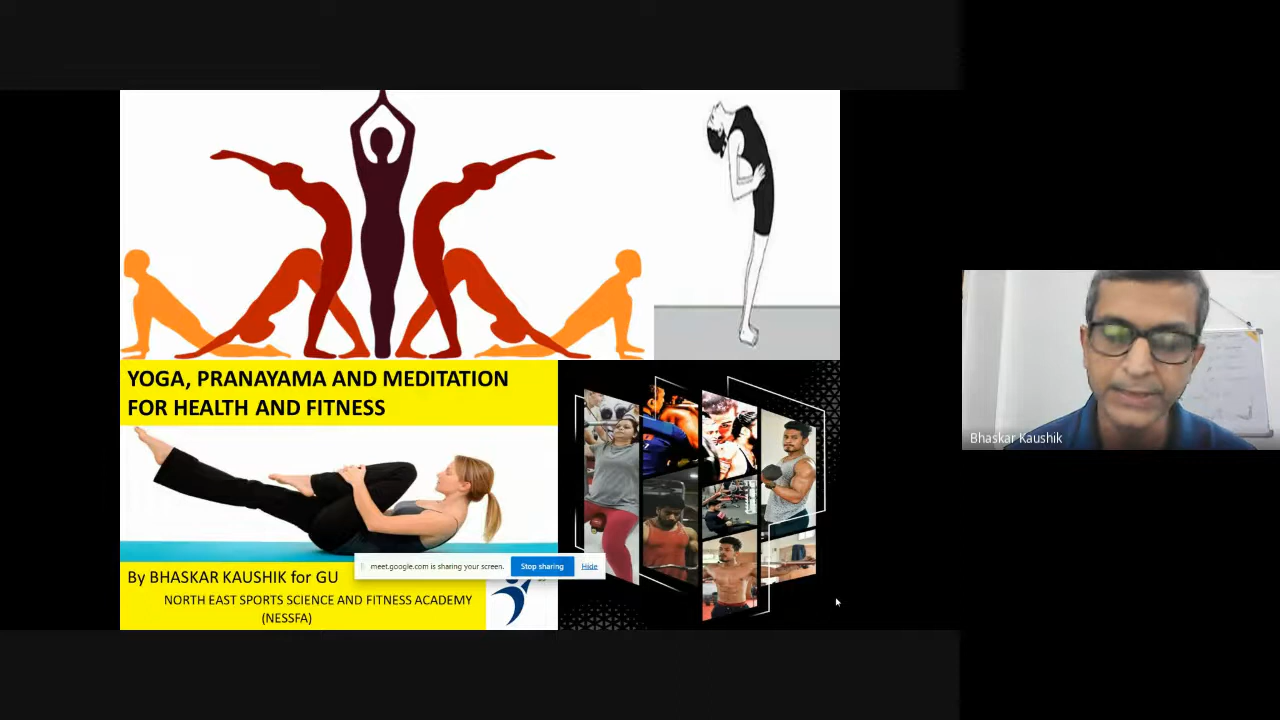 YOGA, PRANAYAMA AND MEDITATION
FOR HEALTH AND FITNESS
meet.google.com is sharing your screen.
Stop sharing
Hide
By BHASKAR KAUSHIK for GU
NORTH EAST SPORTS SCIENCE AND FITNESS ACADEMY
(NESSFA)
Bhaskar Kaushik